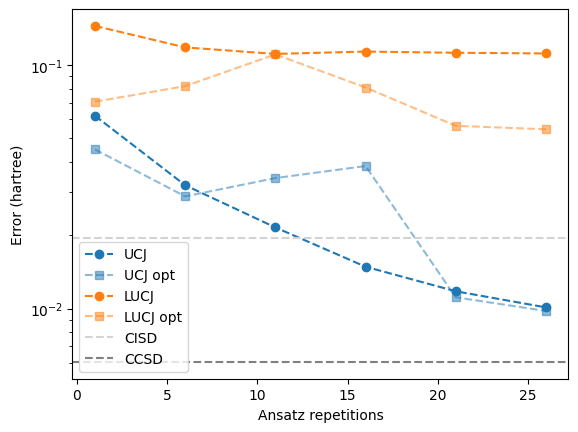 Error (hartree)
10⁻¹
10⁻²
UCJ
UCJ opt
LUCJ
LUCJ opt
CISD
CCSD
0
5
10
15
20
25
Ansatz repetitions